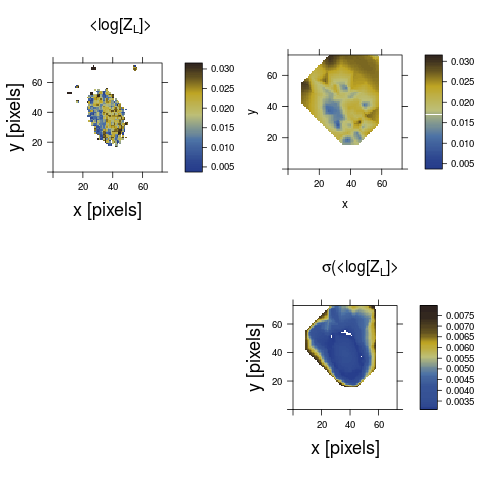 <log[Z_L]>
60
40
20
20 40 60
x [pixels]
y [pixels]
0.030
0.025
0.020
0.015
0.010
0.005
60
40
20
20 40 60
x
y
0.030
0.025
0.020
0.015
0.010
0.005
σ(<log[Z_L]>
60
40
20
20 40 60
x [pixels]
y [pixels]
0.0075
0.0070
0.0065
0.0060
0.0055
0.0050
0.0045
0.0040
0.0035